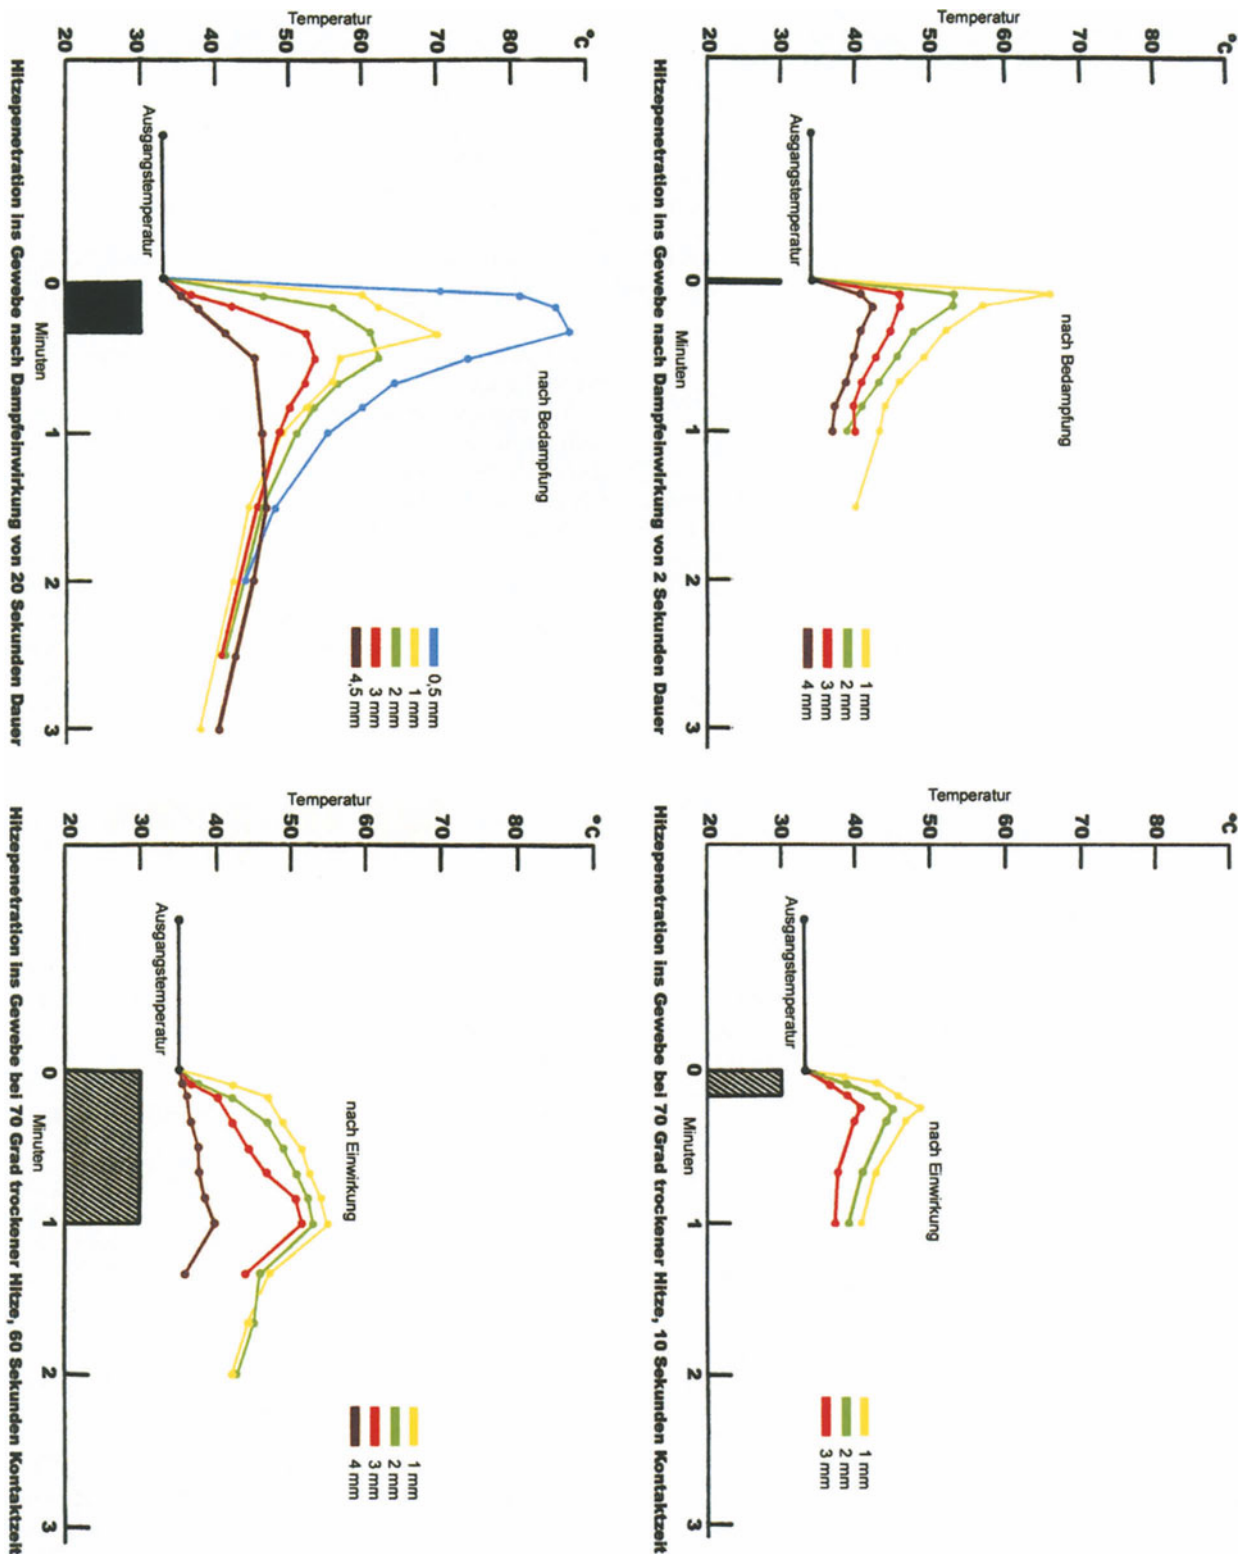 °C
80
70
60
50
40
30
20
Temperatur
nach Bedampfung
Ausgangstemperatur
1 mm
2 mm
3 mm
4 mm
0
1
2
3
Minuten
Hitzepenetration ins Gewebe nach Dampfeinwirkung von 2 Sekunden Dauer
°C
80
70
60
50
40
30
20
Temperatur
nach Einwirkung
Ausgangstemperatur
1 mm
2 mm
3 mm
0
1
2
3
Minuten
Hitzepenetration ins Gewebe bei 70 Grad trockener Hitze, 10 Sekunden Kontaktzeit
°C
80
70
60
50
40
30
20
Temperatur
nach Bedampfung
Ausgangstemperatur
0,5 mm
1 mm
2 mm
3 mm
4,5 mm
0
1
2
3
Minuten
Hitzepenetration ins Gewebe nach Dampfeinwirkung von 20 Sekunden Dauer
°C
80
70
60
50
40
30
20
Temperatur
nach Einwirkung
Ausgangstemperatur
1 mm
2 mm
3 mm
4 mm
0
1
2
3
Minuten
Hitzepenetration ins Gewebe bei 70 Grad trockener Hitze, 60 Sekunden Kontaktzeit